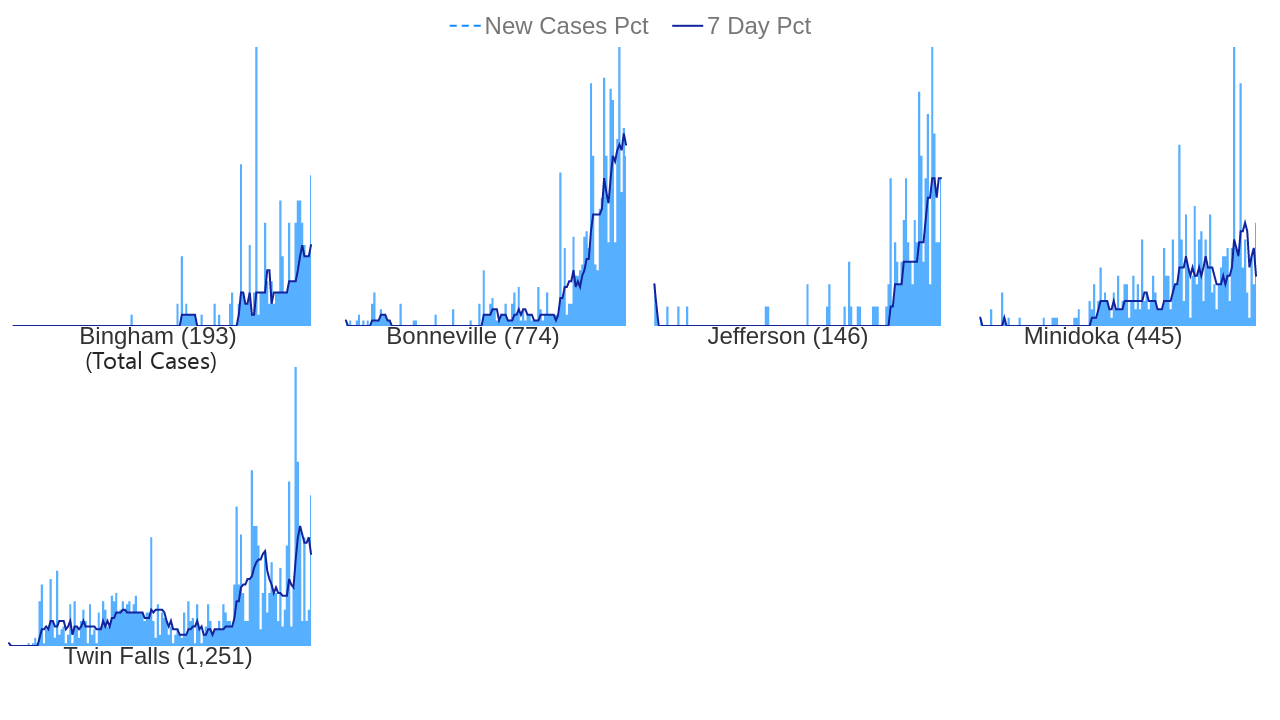 New Cases Pct 7 Day Pct
Bingham (193) Bonneville (774) Jefferson (146) Minidoka (445)
(Total Cases)
Twin Falls (1,251)